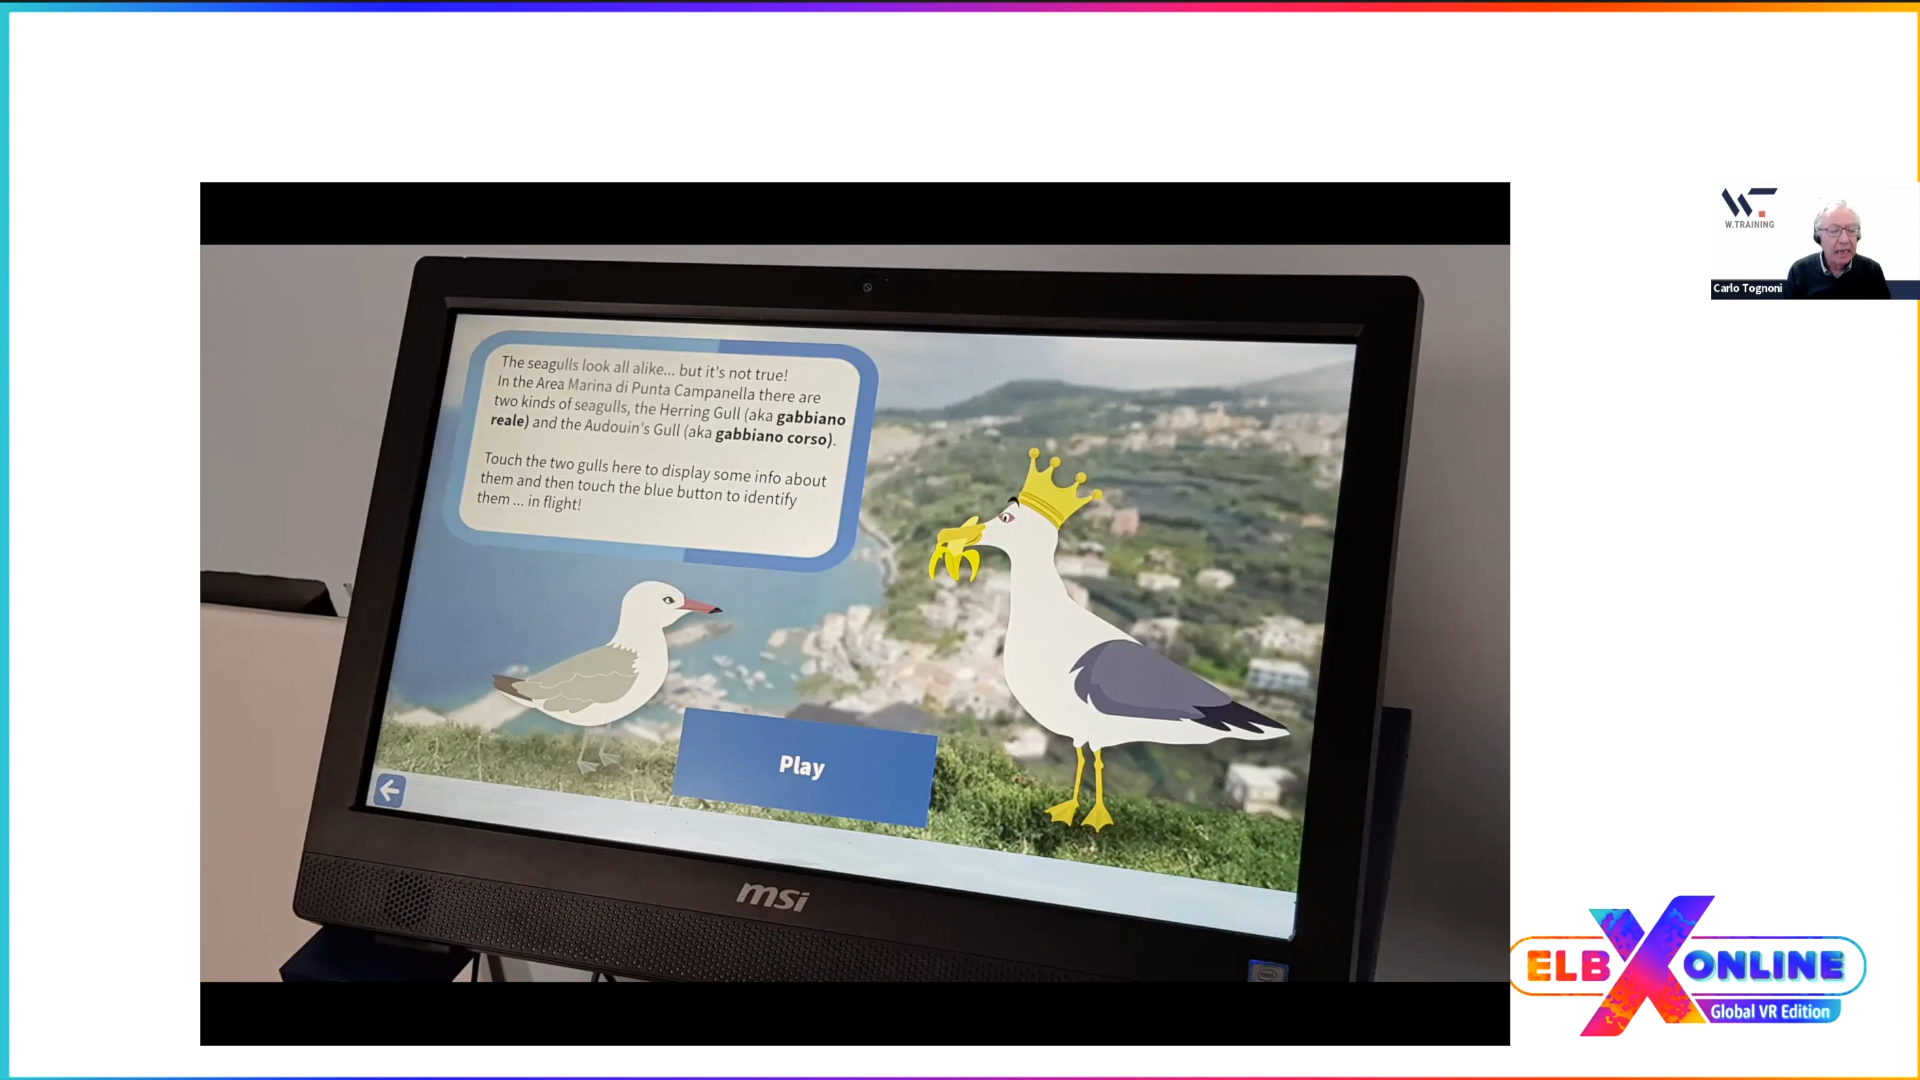 The seagulls look all alike... but it's not true!
In the Area Marina di Punta Campanella there are
two kinds of seagulls, the Herring Gull (aka gabbiano
reale) and the Audouin's Gull (aka gabbiano corso).
Touch the two gulls here to display some info about
them and then touch the blue button to identify
them ... in flight!
Play
msi
W.TRAINING
Carlo Tognoni
ELB X ONLINE
Global VR Edition